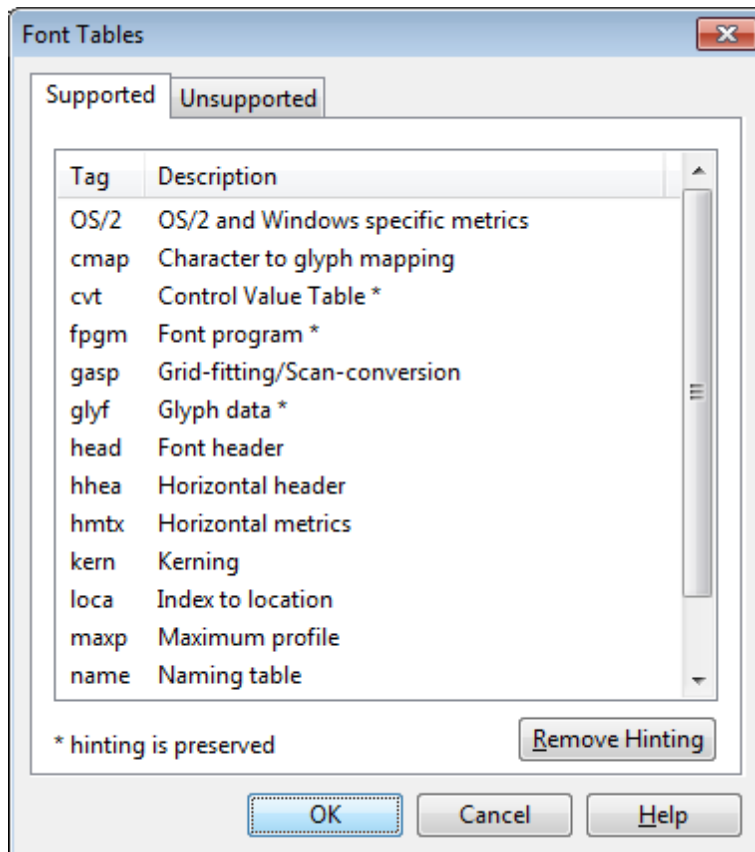 Font Tables
Supported Unsupported
Tag Description
OS/2 OS/2 and Windows specific metrics
cmap Character to glyph mapping
cvt Control Value Table *
fpgm Font program *
gasp Grid-fitting/Scan-conversion
glyf Glyph data *
head Font header
hhea Horizontal header
hmtx Horizontal metrics
kern Kerning
loca Index to location
maxp Maximum profile
name Naming table
* hinting is preserved Remove Hinting
OK Cancel Help